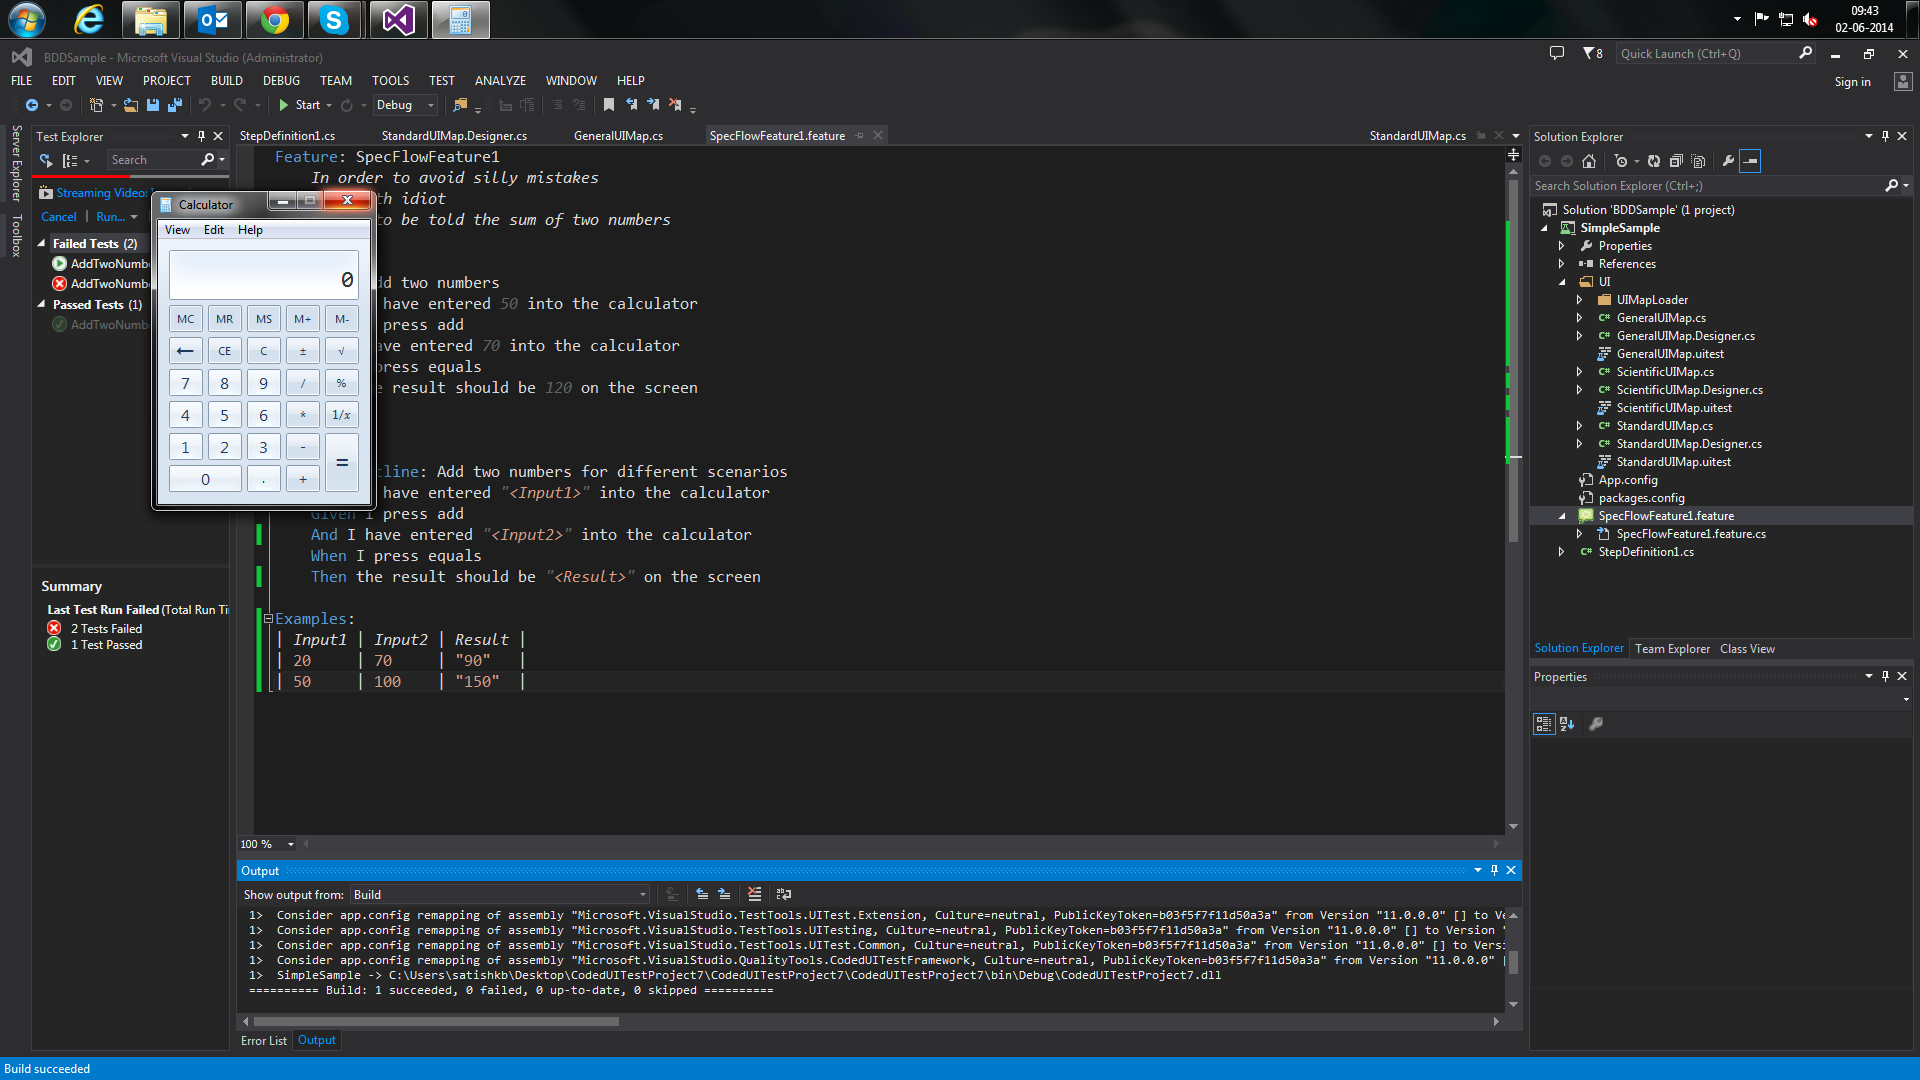 09:43
02-06-2014
BDDSample - Microsoft Visual Studio (Administrator)
8
Quick Launch (Ctrl+Q)
FILE EDIT VIEW PROJECT BUILD DEBUG TEAM TOOLS TEST ANALYZE WINDOW HELP
Sign in
Start
Debug
Server Explorer
Toolbox
Test Explorer
Search
Streaming Video:
Cancel | Run...
Failed Tests (2)
AddTwoNumb
AddTwoNumb
Passed Tests (1)
AddTwoNumb
Summary
Last Test Run Failed (Total Run Ti
2 Tests Failed
1 Test Passed
Calculator
View Edit Help
0
MC MR MS M+ M-
← CE C ± √
7 8 9 / %
4 5 6 * 1/x
1 2 3 - =
0 . +
StepDefinition1.cs StandardUIMap.Designer.cs GeneralUIMap.cs SpecFlowFeature1.feature StandardUIMap.cs
Feature: SpecFlowFeature1
In order to avoid silly mistakes
th idiot
to be told the sum of two numbers
dd two numbers
have entered 50 into the calculator
press add
ave entered 70 into the calculator
press equals
e result should be 120 on the screen
tline: Add two numbers for different scenarios
have entered "<Input1>" into the calculator
Given I press add
And I have entered "<Input2>" into the calculator
When I press equals
Then the result should be "<Result>" on the screen
Examples:
| Input1 | Input2 | Result |
| 20 | 70 | "90" |
| 50 | 100 | "150" |
100 %
Output
Show output from: Build
1> Consider app.config remapping of assembly "Microsoft.VisualStudio.TestTools.UITest.Extension, Culture=neutral, PublicKeyToken=b03f5f7f11d50a3a" from Version "11.0.0.0" [] to Ve
1> Consider app.config remapping of assembly "Microsoft.VisualStudio.TestTools.UITesting, Culture=neutral, PublicKeyToken=b03f5f7f11d50a3a" from Version "11.0.0.0" [] to Version "
1> Consider app.config remapping of assembly "Microsoft.VisualStudio.TestTools.UITest.Common, Culture=neutral, PublicKeyToken=b03f5f7f11d50a3a" from Version "11.0.0.0" [] to Versi
1> Consider app.config remapping of assembly "Microsoft.VisualStudio.QualityTools.CodedUITestFramework, Culture=neutral, PublicKeyToken=b03f5f7f11d50a3a" from Version "11.0.0.0" [
1> SimpleSample -> C:\Users\satishkb\Desktop\CodedUITestProject7\CodedUITestProject7\CodedUITestProject7\bin\Debug\CodedUITestProject7.dll
========== Build: 1 succeeded, 0 failed, 0 up-to-date, 0 skipped ==========
Error List Output
Solution Explorer
Search Solution Explorer (Ctrl+;)
Solution 'BDDSample' (1 project)
SimpleSample
Properties
References
UI
UIMapLoader
GeneralUIMap.cs
GeneralUIMap.Designer.cs
GeneralUIMap.uitest
ScientificUIMap.cs
ScientificUIMap.Designer.cs
ScientificUIMap.uitest
StandardUIMap.cs
StandardUIMap.Designer.cs
StandardUIMap.uitest
App.config
packages.config
SpecFlowFeature1.feature
SpecFlowFeature1.feature.cs
StepDefinition1.cs
Solution Explorer Team Explorer Class View
Properties
Build succeeded